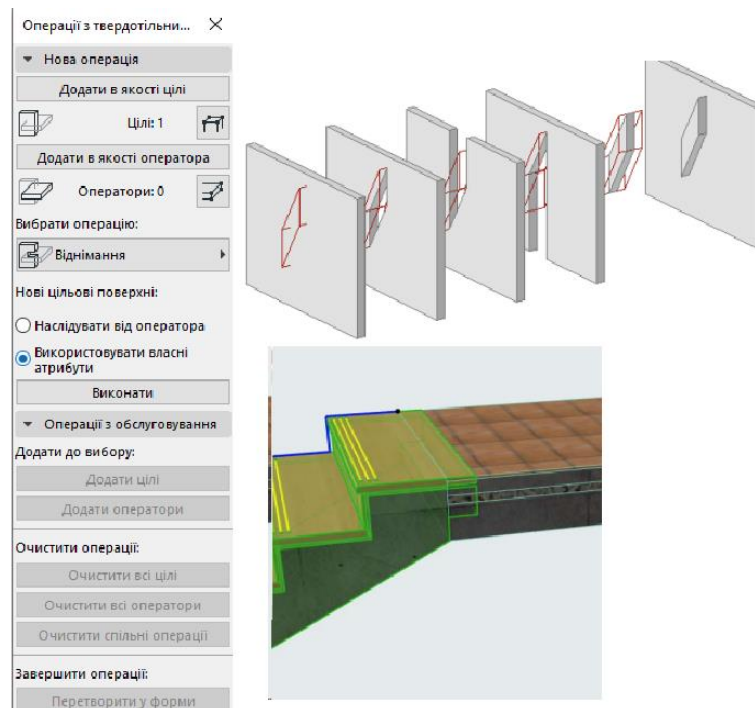 Операції з твердотільни...
Нова операція
Додати в якості цілі
Цілі: 1
Додати в якості оператора
Оператори: 0
Вибрати операцію:
Віднімання
Нові цільові поверхні:
Наслідувати від оператора
Використовувати власні
атрибути
Виконати
Операції з обслуговування
Додати до вибору:
Додати цілі
Додати оператори
Очистити операції:
Очистити всі цілі
Очистити всі оператори
Очистити спільні операції
Завершити операції:
Перетворити у форми